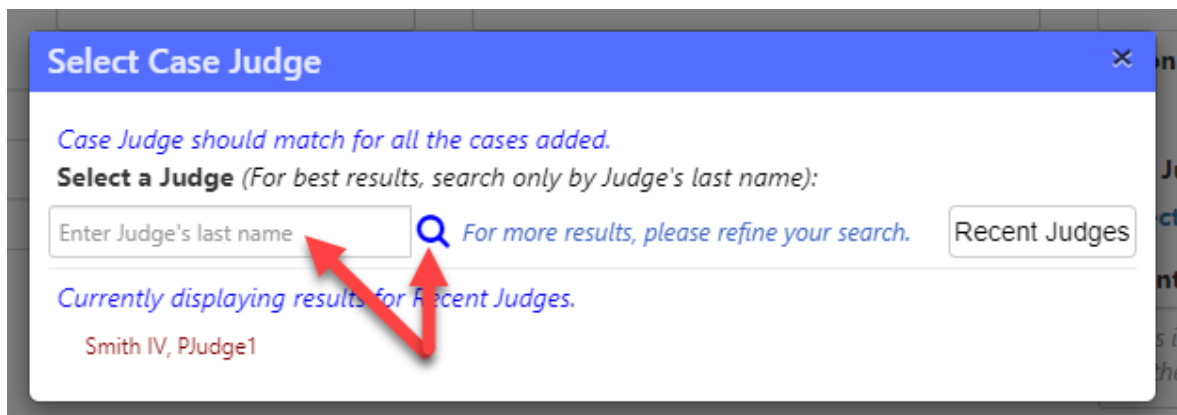 Select Case Judge ×
Case Judge should match for all the cases added.
Select a Judge (For best results, search only by Judge's last name):
Enter Judge's last name For more results, please refine your search. Recent Judges
Currently displaying results for Recent Judges.
Smith IV, PJudge1